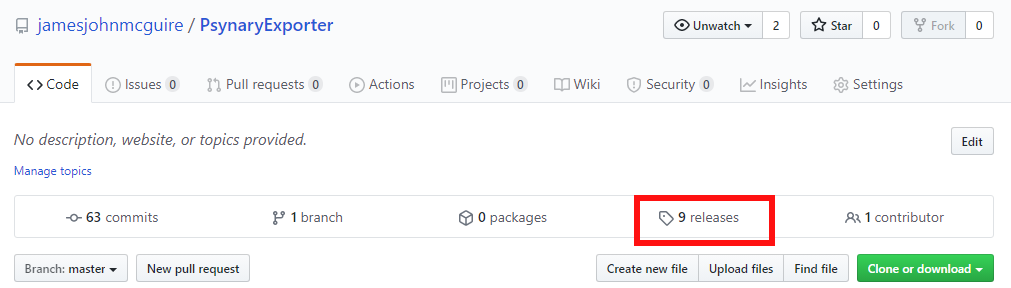 jamesjohnmcguire / PsynaryExporter Unwatch 2 Star 0 Fork 0
Code Issues 0 Pull requests 0 Actions Projects 0 Wiki Security 0 Insights Settings
No description, website, or topics provided. Edit
Manage topics
63 commits 1 branch 0 packages 9 releases 1 contributor
Branch: master New pull request Create new file Upload files Find file Clone or download